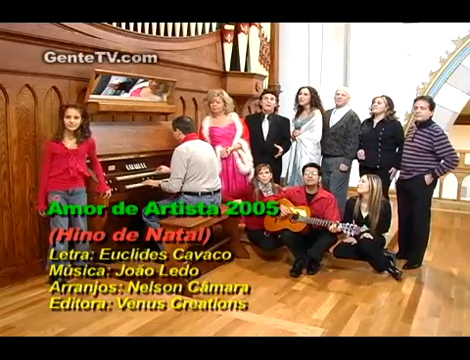 GenteTV.com
Amor de Artista 2005
(Hino de Natal)
Letra: Euclides Cavaco
Música: João Ledo
Arranjos: Nelson Câmara
Editora: Venus Creations